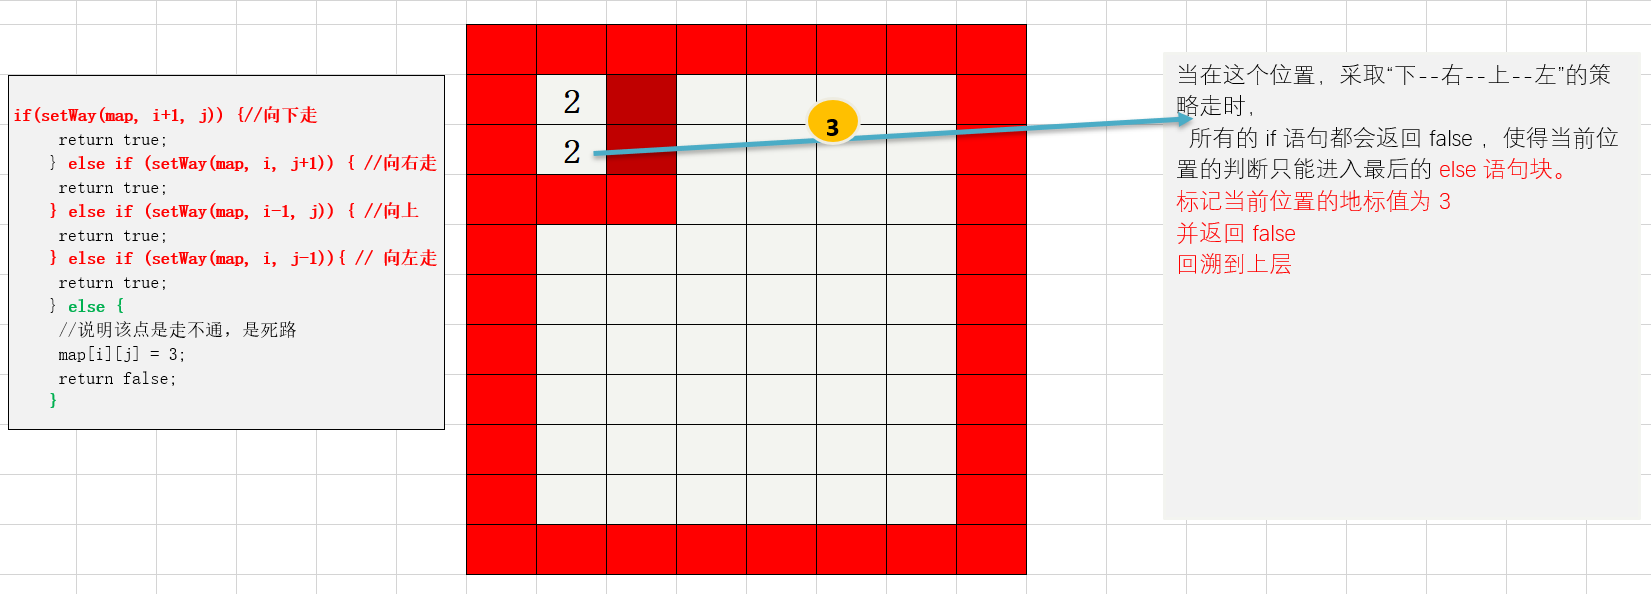 if(setWay(map, i+1, j)) {//向下走
return true;
} else if (setWay(map, i, j+1)) { //向右走
return true;
} else if (setWay(map, i-1, j)) { //向上
return true;
} else if (setWay(map, i, j-1)){ // 向左走
return true;
} else {
//说明该点是走不通，是死路
map[i][j] = 3;
return false;
}
2
2
3
当在这个位置，采取“下--右--上--左”的策
略走时，
所有的 if 语句都会返回 false ，使得当前位
置的判断只能进入最后的 else 语句块。
标记当前位置的地标值为 3
并返回 false
回溯到上层